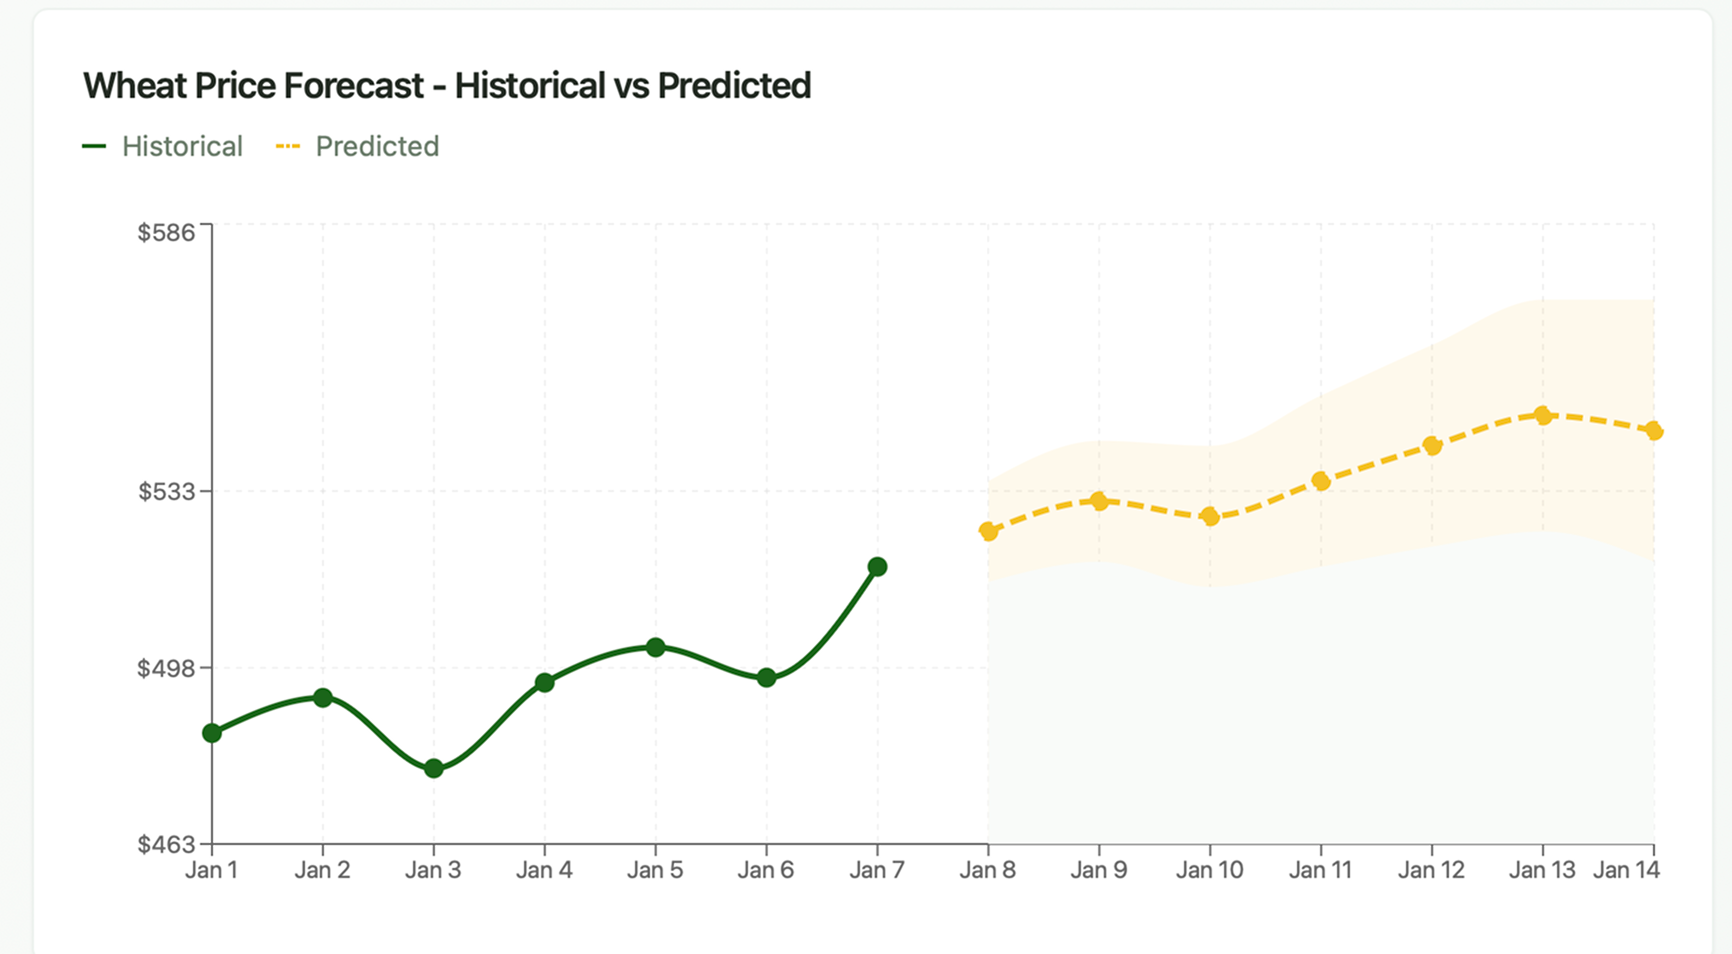 Wheat Price Forecast - Historical vs Predicted
Historical Predicted
$586
$533
$498
$463
Jan 1 Jan 2 Jan 3 Jan 4 Jan 5 Jan 6 Jan 7 Jan 8 Jan 9 Jan 10 Jan 11 Jan 12 Jan 13 Jan 14